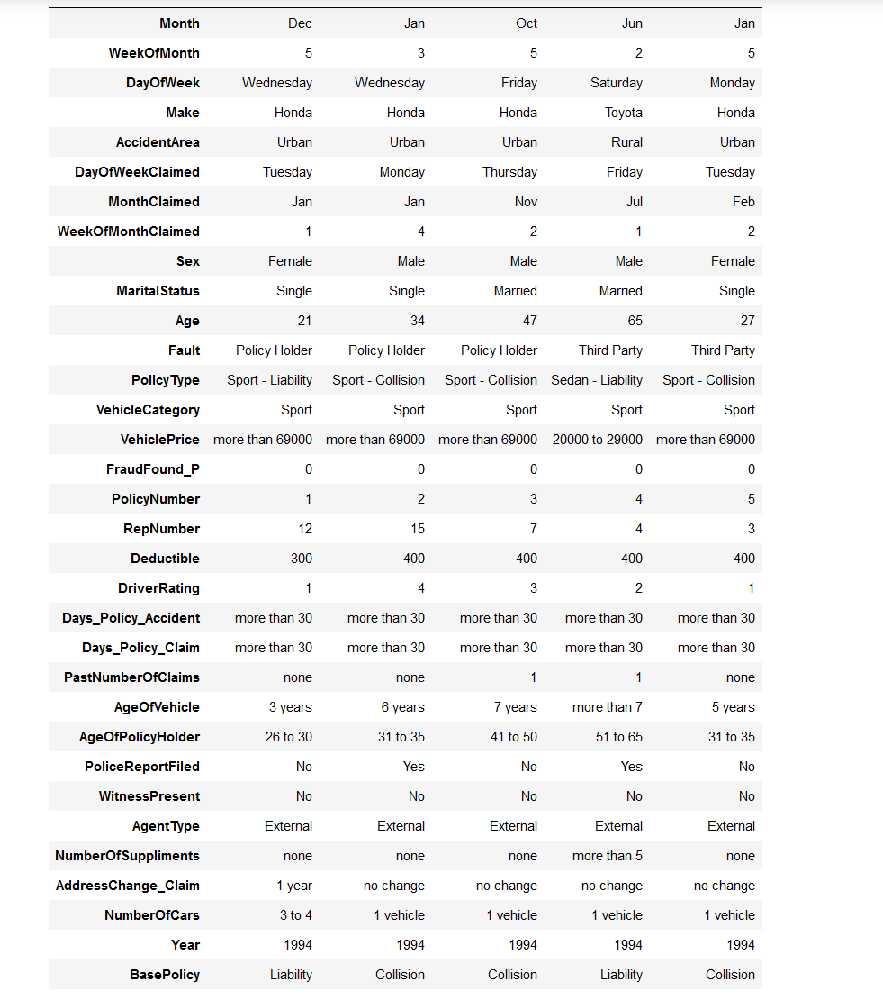 Month Dec Jan Oct Jun Jan
WeekOfMonth 5 3 5 2 5
DayOfWeek Wednesday Wednesday Friday Saturday Monday
Make Honda Honda Honda Toyota Honda
AccidentArea Urban Urban Urban Rural Urban
DayOfWeekClaimed Tuesday Monday Thursday Friday Tuesday
MonthClaimed Jan Jan Nov Jul Feb
WeekOfMonthClaimed 1 4 2 1 2
Sex Female Male Male Male Female
MaritalStatus Single Single Married Married Single
Age 21 34 47 65 27
Fault Policy Holder Policy Holder Policy Holder Third Party Third Party
PolicyType Sport - Liability Sport - Collision Sport - Collision Sedan - Liability Sport - Collision
VehicleCategory Sport Sport Sport Sport Sport
VehiclePrice more than 69000 more than 69000 more than 69000 20000 to 29000 more than 69000
FraudFound_P 0 0 0 0 0
PolicyNumber 1 2 3 4 5
RepNumber 12 15 7 4 3
Deductible 300 400 400 400 400
DriverRating 1 4 3 2 1
Days_Policy_Accident more than 30 more than 30 more than 30 more than 30 more than 30
Days_Policy_Claim more than 30 more than 30 more than 30 more than 30 more than 30
PastNumberOfClaims none none 1 1 none
AgeOfVehicle 3 years 6 years 7 years more than 7 5 years
AgeOfPolicyHolder 26 to 30 31 to 35 41 to 50 51 to 65 31 to 35
PoliceReportFiled No Yes No Yes No
WitnessPresent No No No No No
AgentType External External External External External
NumberOfSuppliments none none none more than 5 none
AddressChange_Claim 1 year no change no change no change no change
NumberOfCars 3 to 4 1 vehicle 1 vehicle 1 vehicle 1 vehicle
Year 1994 1994 1994 1994 1994
BasePolicy Liability Collision Collision Liability Collision